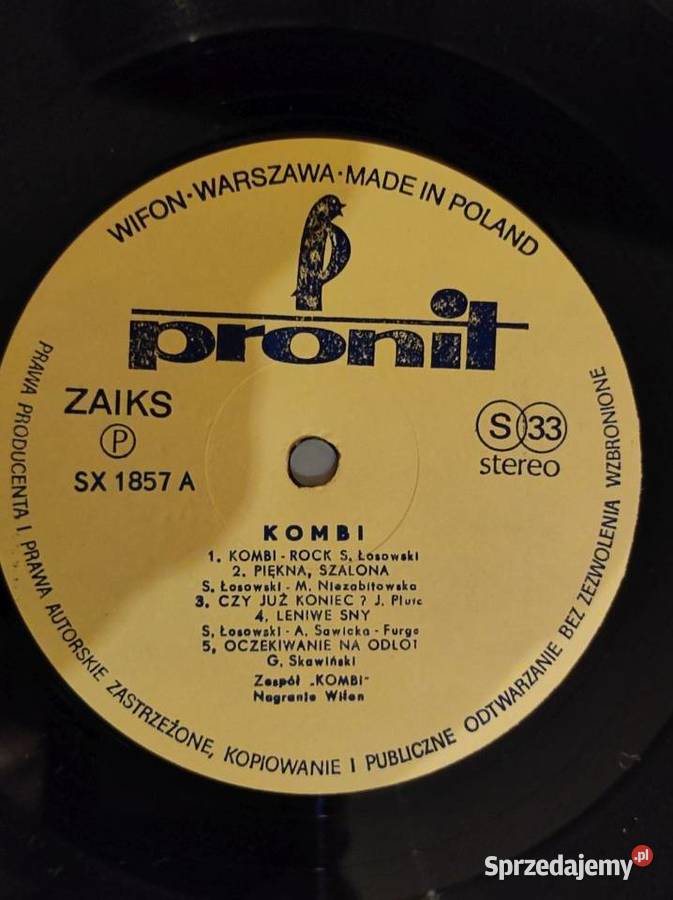 WIFON·WARSZAWA·MADE IN POLAND
pronit
ZAIKS
P
SX 1857 A
S 33
stereo
KOMBI
1. KOMBI - ROCK S. Łosowski
2. PIĘKNA, SZALONA
S. Łosowski - M. Niezabitowska
3. CZY JUŻ KONIEC ? J. Pluta
4. LENIWE SNY
S. Łosowski - A. Sawicka - Furgo
5. OCZEKIWANIE NA ODLOT
G. Skawiński
Zespół „KOMBI"
Nagranie Wifon
PRAWA PRODUCENTA I PRAWA AUTORSKIE ZASTRZEŻONE, KOPIOWANIE I PUBLICZNE ODTWARZANIE BEZ ZEZWOLENIA WZBRONIONE
Sprzedajemy.pl